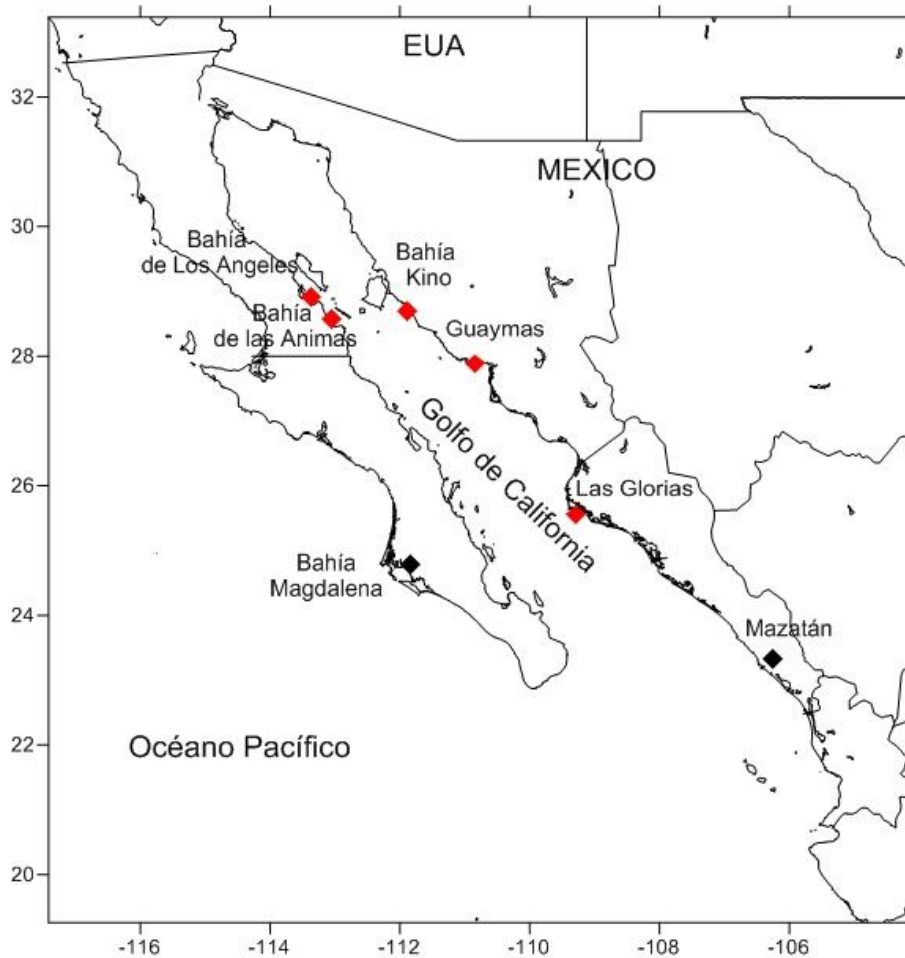 EUA
32
MEXICO
30
Bahía
de Los Angeles
Bahía
Kino
Bahía
de las Animas
Guaymas
28
Golfo de California
26
Las Glorias
Bahía
Magdalena
24
Mazatán
22
Océano Pacífico
20
-116
-114
-112
-110
-108
-106